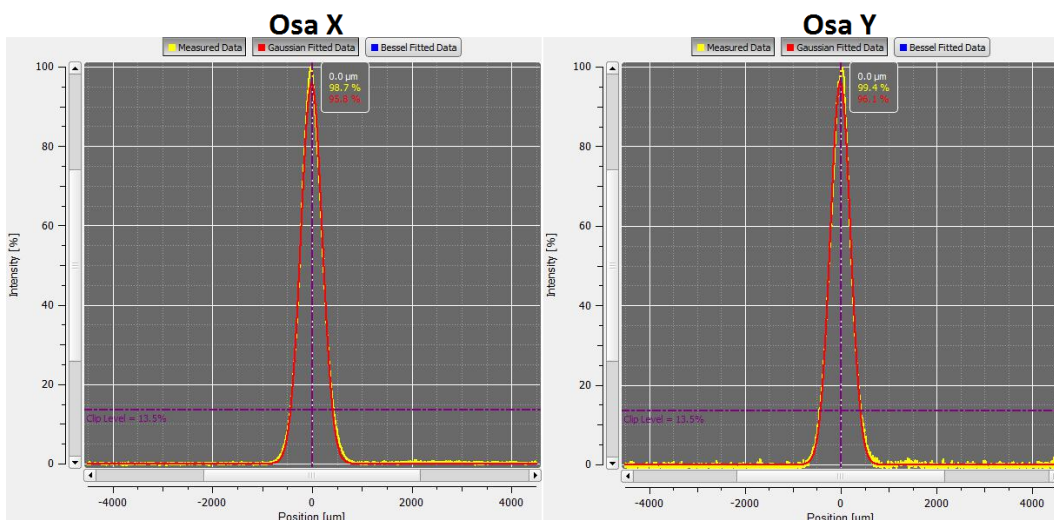 Osa X
Measured Data Gaussian Fitted Data Bessel Fitted Data
100
80
60
40
20
0
Intensity [%]
0.0 µm
98.7 %
95.8 %
Clip Level = 13.5%
-4000 -2000 0 2000 4000
Position [µm]
Osa Y
Measured Data Gaussian Fitted Data Bessel Fitted Data
100
80
60
40
20
0
Intensity [%]
0.0 µm
99.4 %
96.1 %
Clip Level = 13.5%
-4000 -2000 0 2000 4000
Position [µm]